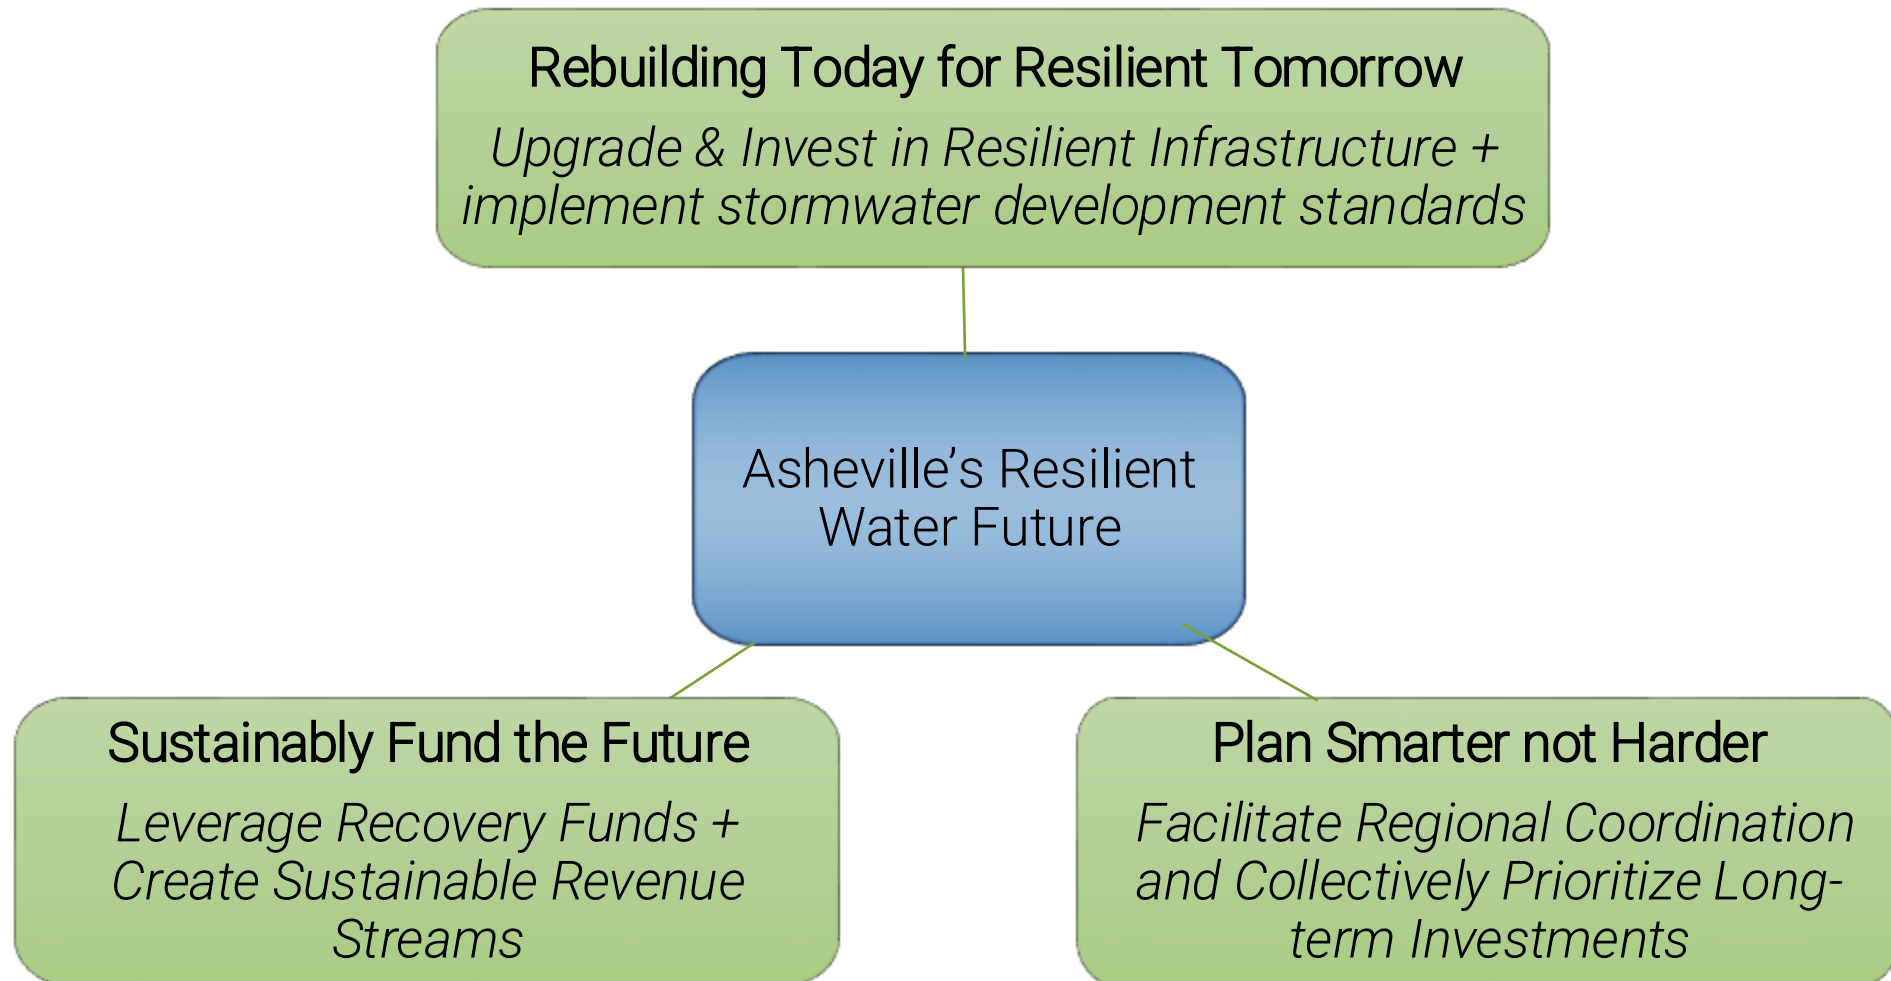 Rebuilding Today for Resilient Tomorrow
Upgrade & Invest in Resilient Infrastructure +
implement stormwater development standards
Asheville’s Resilient
Water Future
Sustainably Fund the Future
Leverage Recovery Funds +
Create Sustainable Revenue
Streams
Plan Smarter not Harder
Facilitate Regional Coordination
and Collectively Prioritize Long-
term Investments